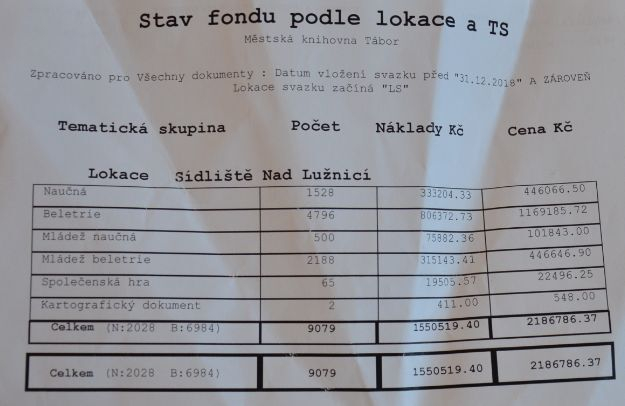 Stav fondu podle lokace a TS
Městská knihovna Tábor
Zpracováno pro Všechny dokumenty : Datum vložení svazku před "31.12.2018" A ZÁROVEŇ
Lokace svazku začíná "LS"
Tematická skupina Počet Náklady Kč Cena Kč
Lokace Sídliště Nad Lužnicí
Naučná 1528 333204.33 446066.50
Beletrie 4796 806372.73 1169185.72
Mládež naučná 500 75882.36 101843.00
Mládež beletrie 2188 315143.41 446646.90
Společenská hra 65 19505.57 22496.25
Kartografický dokument 2 411.00 548.00
Celkem (N:2028 B:6984) 9079 1550519.40 2186786.37
Celkem (N:2028 B:6984) 9079 1550519.40 2186786.37